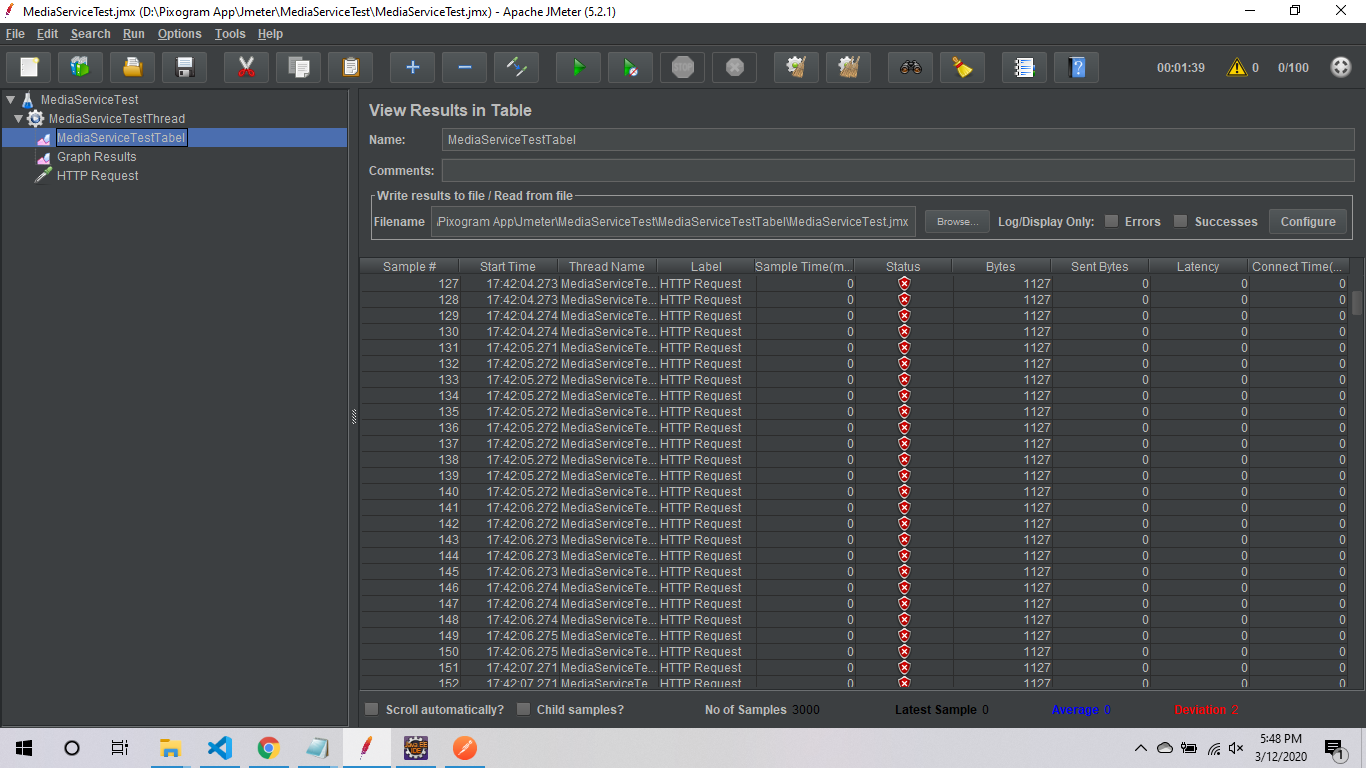 MediaServiceTest.jmx (D:\Pixogram App\Jmeter\MediaServiceTest\MediaServiceTest.jmx) - Apache JMeter (5.2.1)
File Edit Search Run Options Tools Help
STOP 00:01:39 0 0/100
MediaServiceTest
MediaServiceTestThread
MediaServiceTestTabel
Graph Results
HTTP Request
View Results in Table
Name: MediaServiceTestTabel
Comments:
Write results to file / Read from file
Filename \Pixogram App\Jmeter\MediaServiceTest\MediaServiceTestTabel\MediaServiceTest.jmx Browse... Log/Display Only: Errors Successes Configure
Sample # Start Time Thread Name Label Sample Time(m... Status Bytes Sent Bytes Latency Connect Time(...
127 17:42:04.273 MediaServiceTe... HTTP Request 0 1127 0 0 0
128 17:42:04.273 MediaServiceTe... HTTP Request 0 1127 0 0 0
129 17:42:04.274 MediaServiceTe... HTTP Request 0 1127 0 0 0
130 17:42:04.274 MediaServiceTe... HTTP Request 0 1127 0 0 0
131 17:42:05.271 MediaServiceTe... HTTP Request 0 1127 0 0 0
132 17:42:05.272 MediaServiceTe... HTTP Request 0 1127 0 0 0
133 17:42:05.272 MediaServiceTe... HTTP Request 0 1127 0 0 0
134 17:42:05.272 MediaServiceTe... HTTP Request 0 1127 0 0 0
135 17:42:05.272 MediaServiceTe... HTTP Request 0 1127 0 0 0
136 17:42:05.272 MediaServiceTe... HTTP Request 0 1127 0 0 0
137 17:42:05.272 MediaServiceTe... HTTP Request 0 1127 0 0 0
138 17:42:05.272 MediaServiceTe... HTTP Request 0 1127 0 0 0
139 17:42:05.272 MediaServiceTe... HTTP Request 0 1127 0 0 0
140 17:42:05.272 MediaServiceTe... HTTP Request 0 1127 0 0 0
141 17:42:06.272 MediaServiceTe... HTTP Request 0 1127 0 0 0
142 17:42:06.272 MediaServiceTe... HTTP Request 0 1127 0 0 0
143 17:42:06.273 MediaServiceTe... HTTP Request 0 1127 0 0 0
144 17:42:06.273 MediaServiceTe... HTTP Request 0 1127 0 0 0
145 17:42:06.273 MediaServiceTe... HTTP Request 0 1127 0 0 0
146 17:42:06.274 MediaServiceTe... HTTP Request 0 1127 0 0 0
147 17:42:06.274 MediaServiceTe... HTTP Request 0 1127 0 0 0
148 17:42:06.274 MediaServiceTe... HTTP Request 0 1127 0 0 0
149 17:42:06.275 MediaServiceTe... HTTP Request 0 1127 0 0 0
150 17:42:06.275 MediaServiceTe... HTTP Request 0 1127 0 0 0
151 17:42:07.271 MediaServiceTe... HTTP Request 0 1127 0 0 0
152 17:42:07.271 MediaServiceTe HTTP Request 0 1127 0 0 0
Scroll automatically? Child samples? No of Samples 3000 Latest Sample 0 Average 0 Deviation 2
Java EE
IDE
5:48 PM
3/12/2020
1